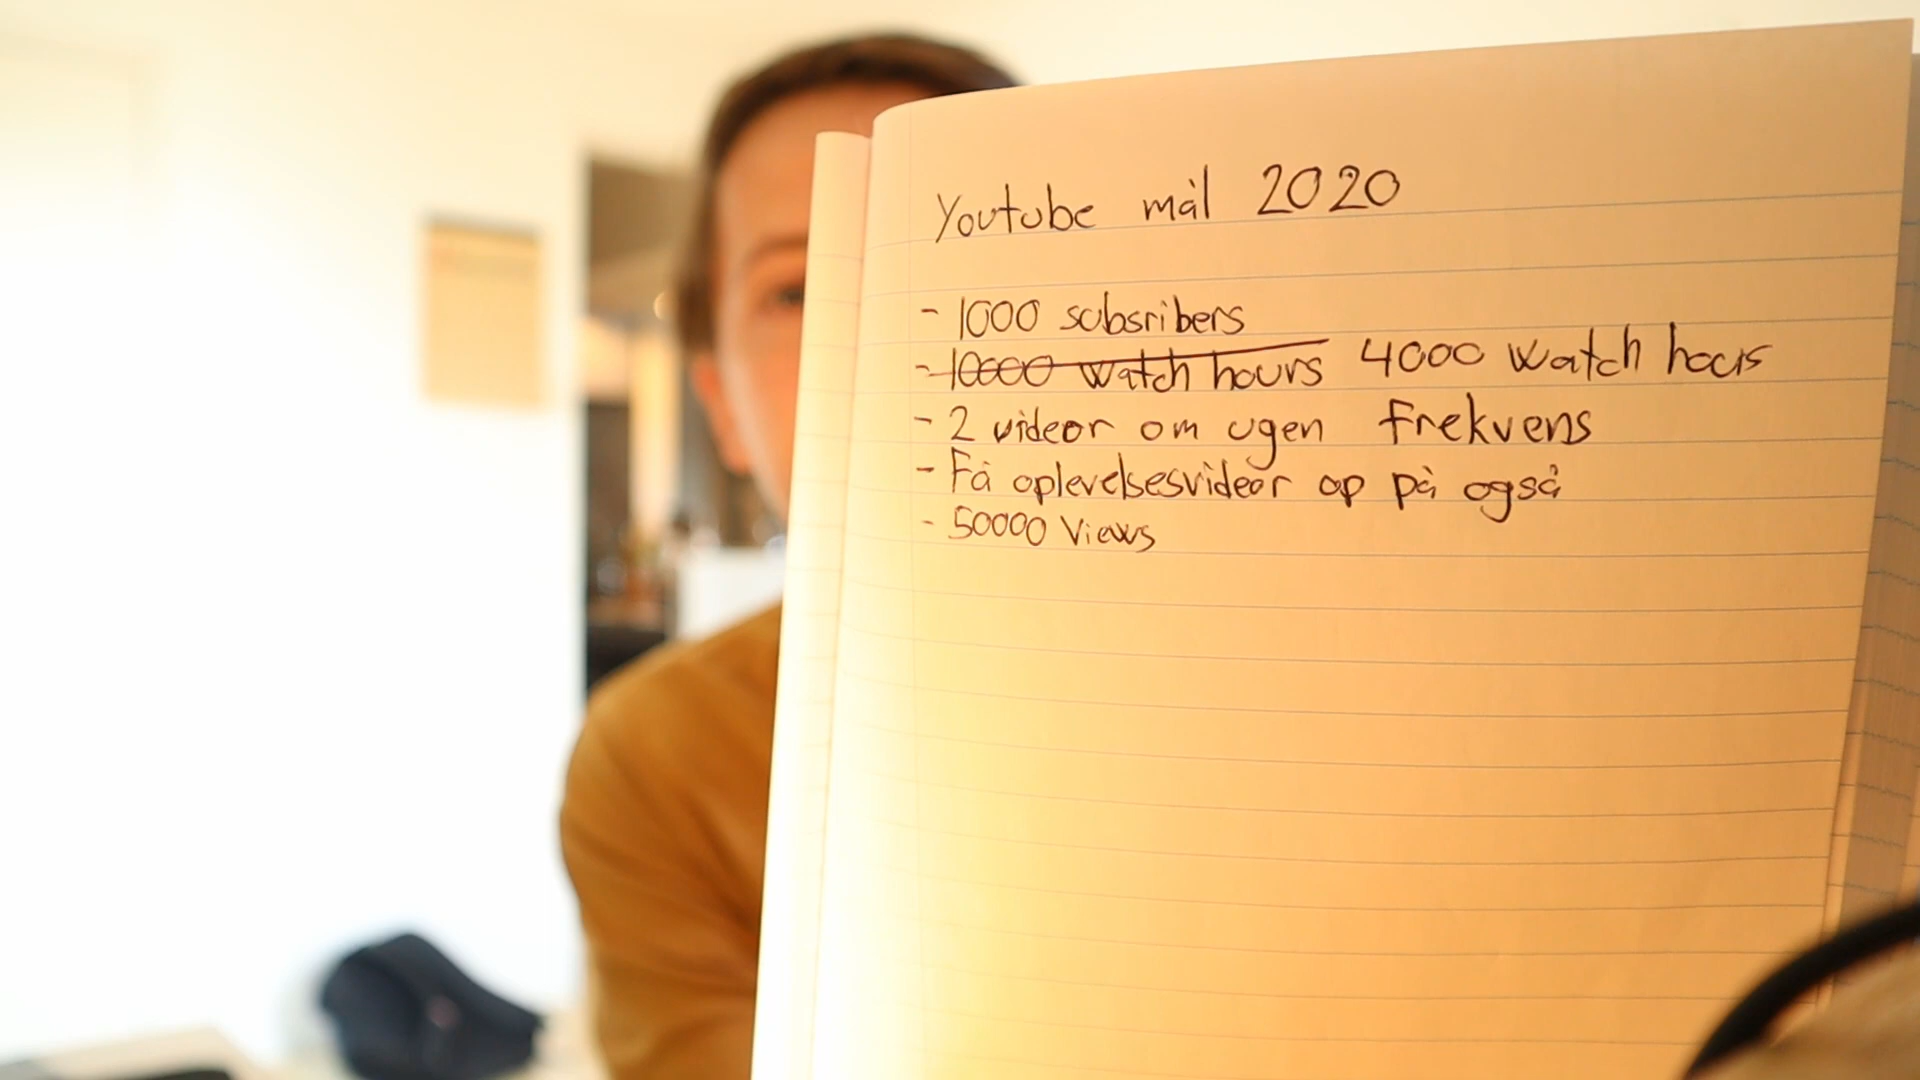 Youtube mål 2020
- 1000 subsribers
- 10000 watch hours 4000 watch hours
- 2 videor om ugen frekvens
- Få oplevelsesvideor op på også
- 50000 Views